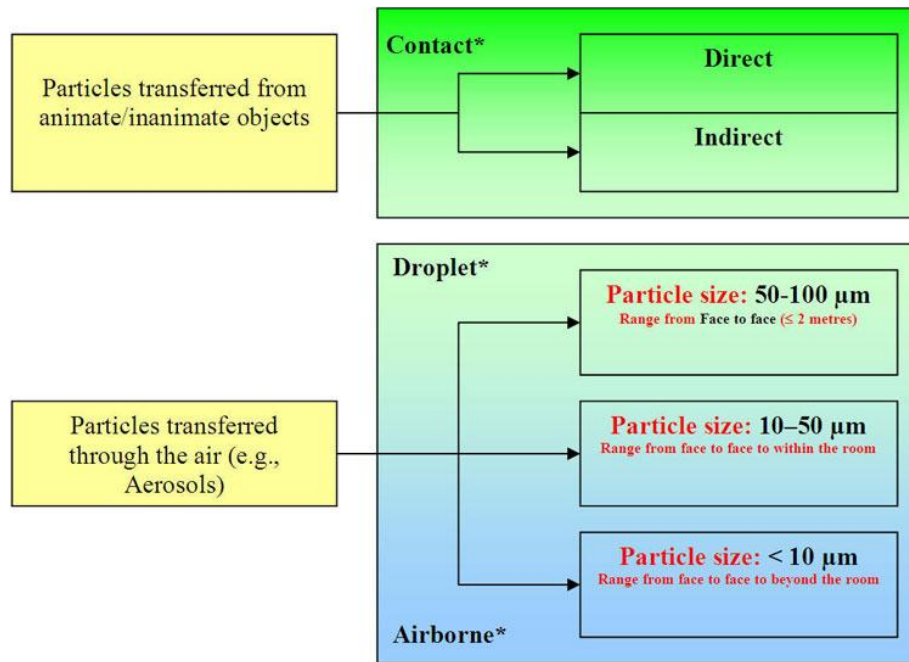 Particles transferred from
animate/inanimate objects
Contact*
Direct
Indirect
Particles transferred
through the air (e.g.,
Aerosols)
Droplet*
Particle size: 50-100 µm
Range from Face to face (≤ 2 metres)
Particle size: 10–50 µm
Range from face to face to within the room
Particle size: < 10 µm
Range from face to face to beyond the room
Airborne*